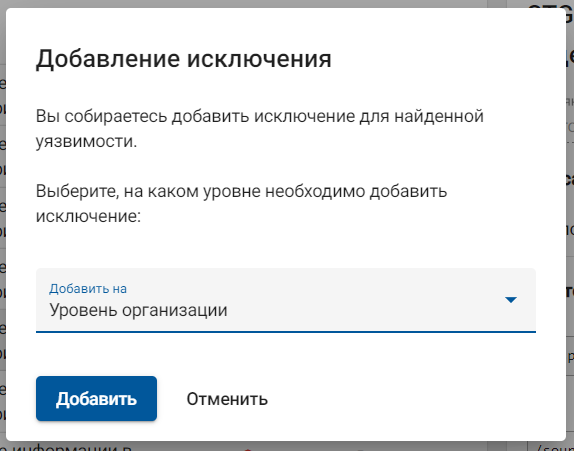 Добавление исключения
Вы собираетесь добавить исключение для найденной
уязвимости.
Выберите, на каком уровне необходимо добавить
исключение:
Добавить на
Уровень организации
Добавить
Отменить